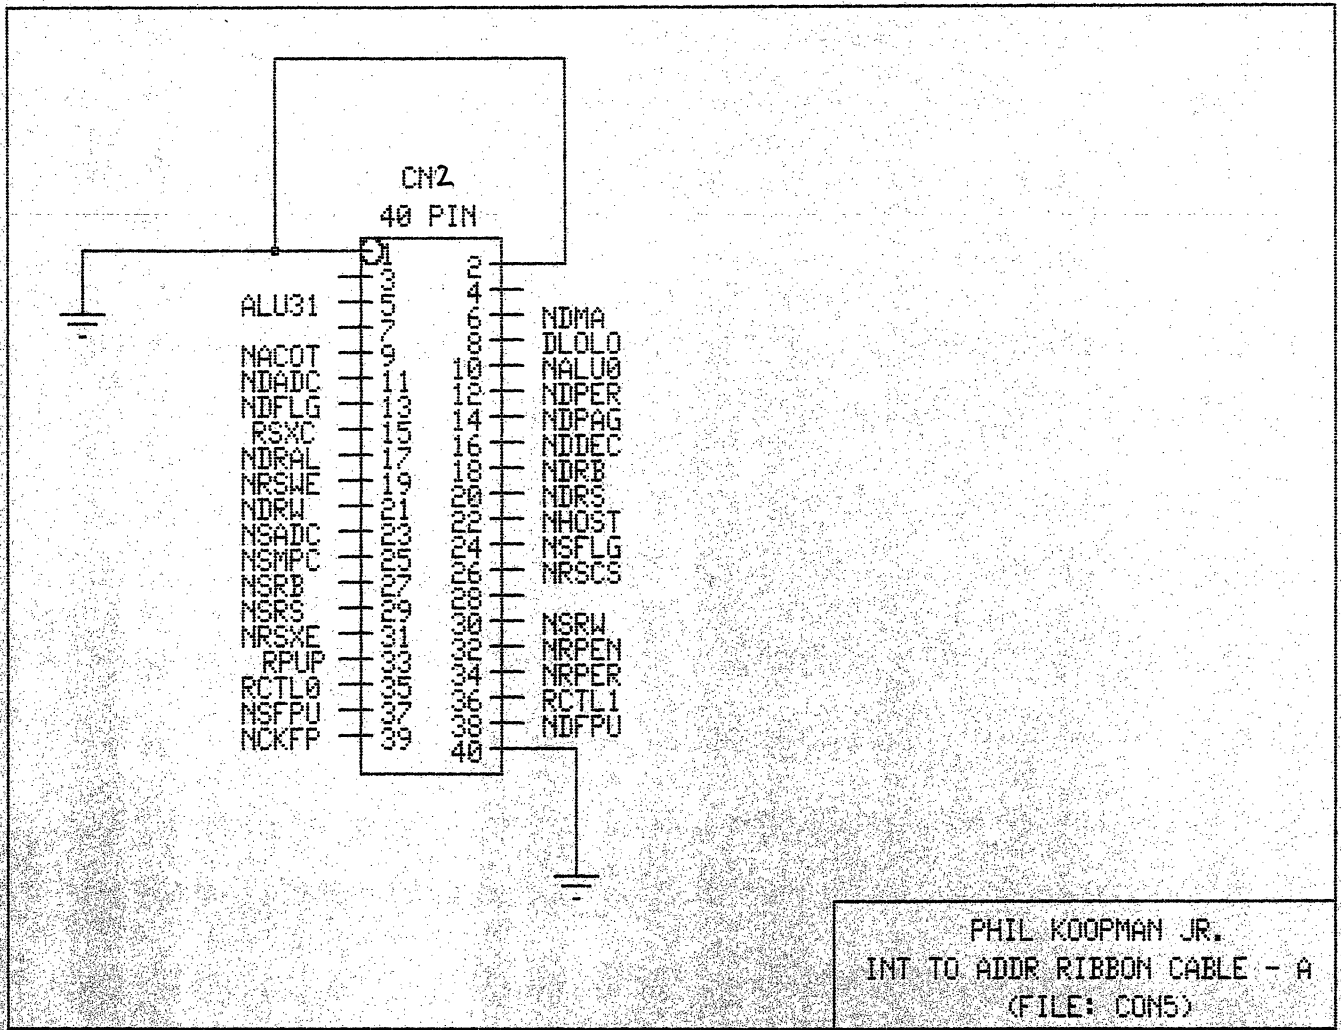 CN2
40 PIN
1 2
3 4
ALU31 5 6 NDMA
7 8 DLOLO
NACOT 9 10 NALU0
NDADC 11 12 NDPER
NDFLG 13 14 NDPAG
RSXC 15 16 NDDEC
NDRAL 17 18 NDRB
NRSWE 19 20 NDRS
NDRW 21 22 NHOST
NSADC 23 24 NSFLG
NSMPC 25 26 NRSCS
NSRB 27 28
NSRS 29 30 NSRW
NRSXE 31 32 NRPEN
RPUP 33 34 NRPER
RCTL0 35 36 RCTL1
NSFPU 37 38 NDFPU
NCKFP 39 40
PHIL KOOPMAN JR.
INT TO ADDR RIBBON CABLE - A
(FILE: CON5)